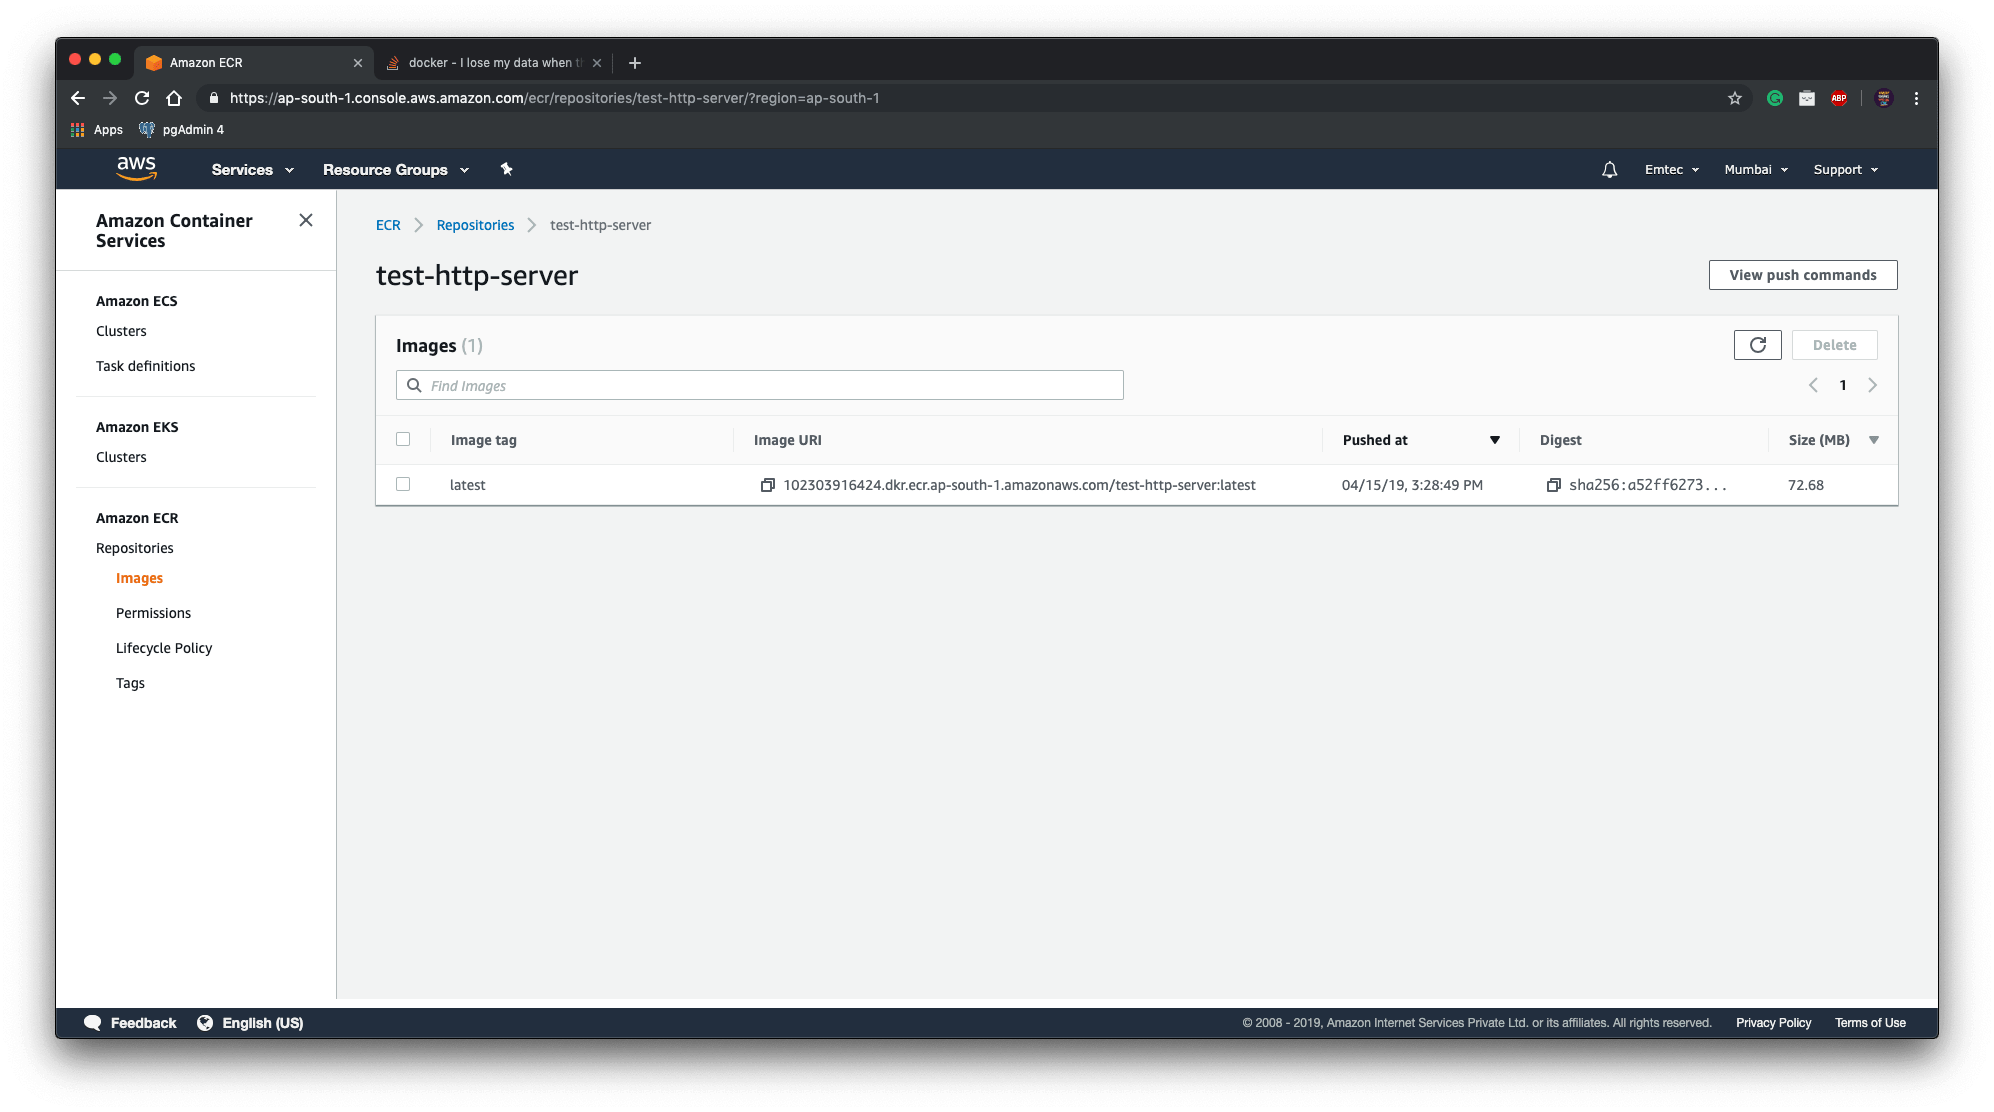 Amazon ECR
docker - I lose my data when t
https://ap-south-1.console.aws.amazon.com/ecr/repositories/test-http-server/?region=ap-south-1
ABP
Apps
pgAdmin 4
aws
Services
Resource Groups
Emtec
Mumbai
Support
Amazon Container
Services
Amazon ECS
Clusters
Task definitions
Amazon EKS
Clusters
Amazon ECR
Repositories
Images
Permissions
Lifecycle Policy
Tags
ECR
Repositories
test-http-server
test-http-server
View push commands
Images (1)
Delete
Find Images
1
Image tag
Image URI
Pushed at
Digest
Size (MB)
latest
102303916424.dkr.ecr.ap-south-1.amazonaws.com/test-http-server:latest
04/15/19, 3:28:49 PM
sha256:a52ff6273...
72.68
Feedback
English (US)
© 2008 - 2019, Amazon Internet Services Private Ltd. or its affiliates. All rights reserved.
Privacy Policy
Terms of Use